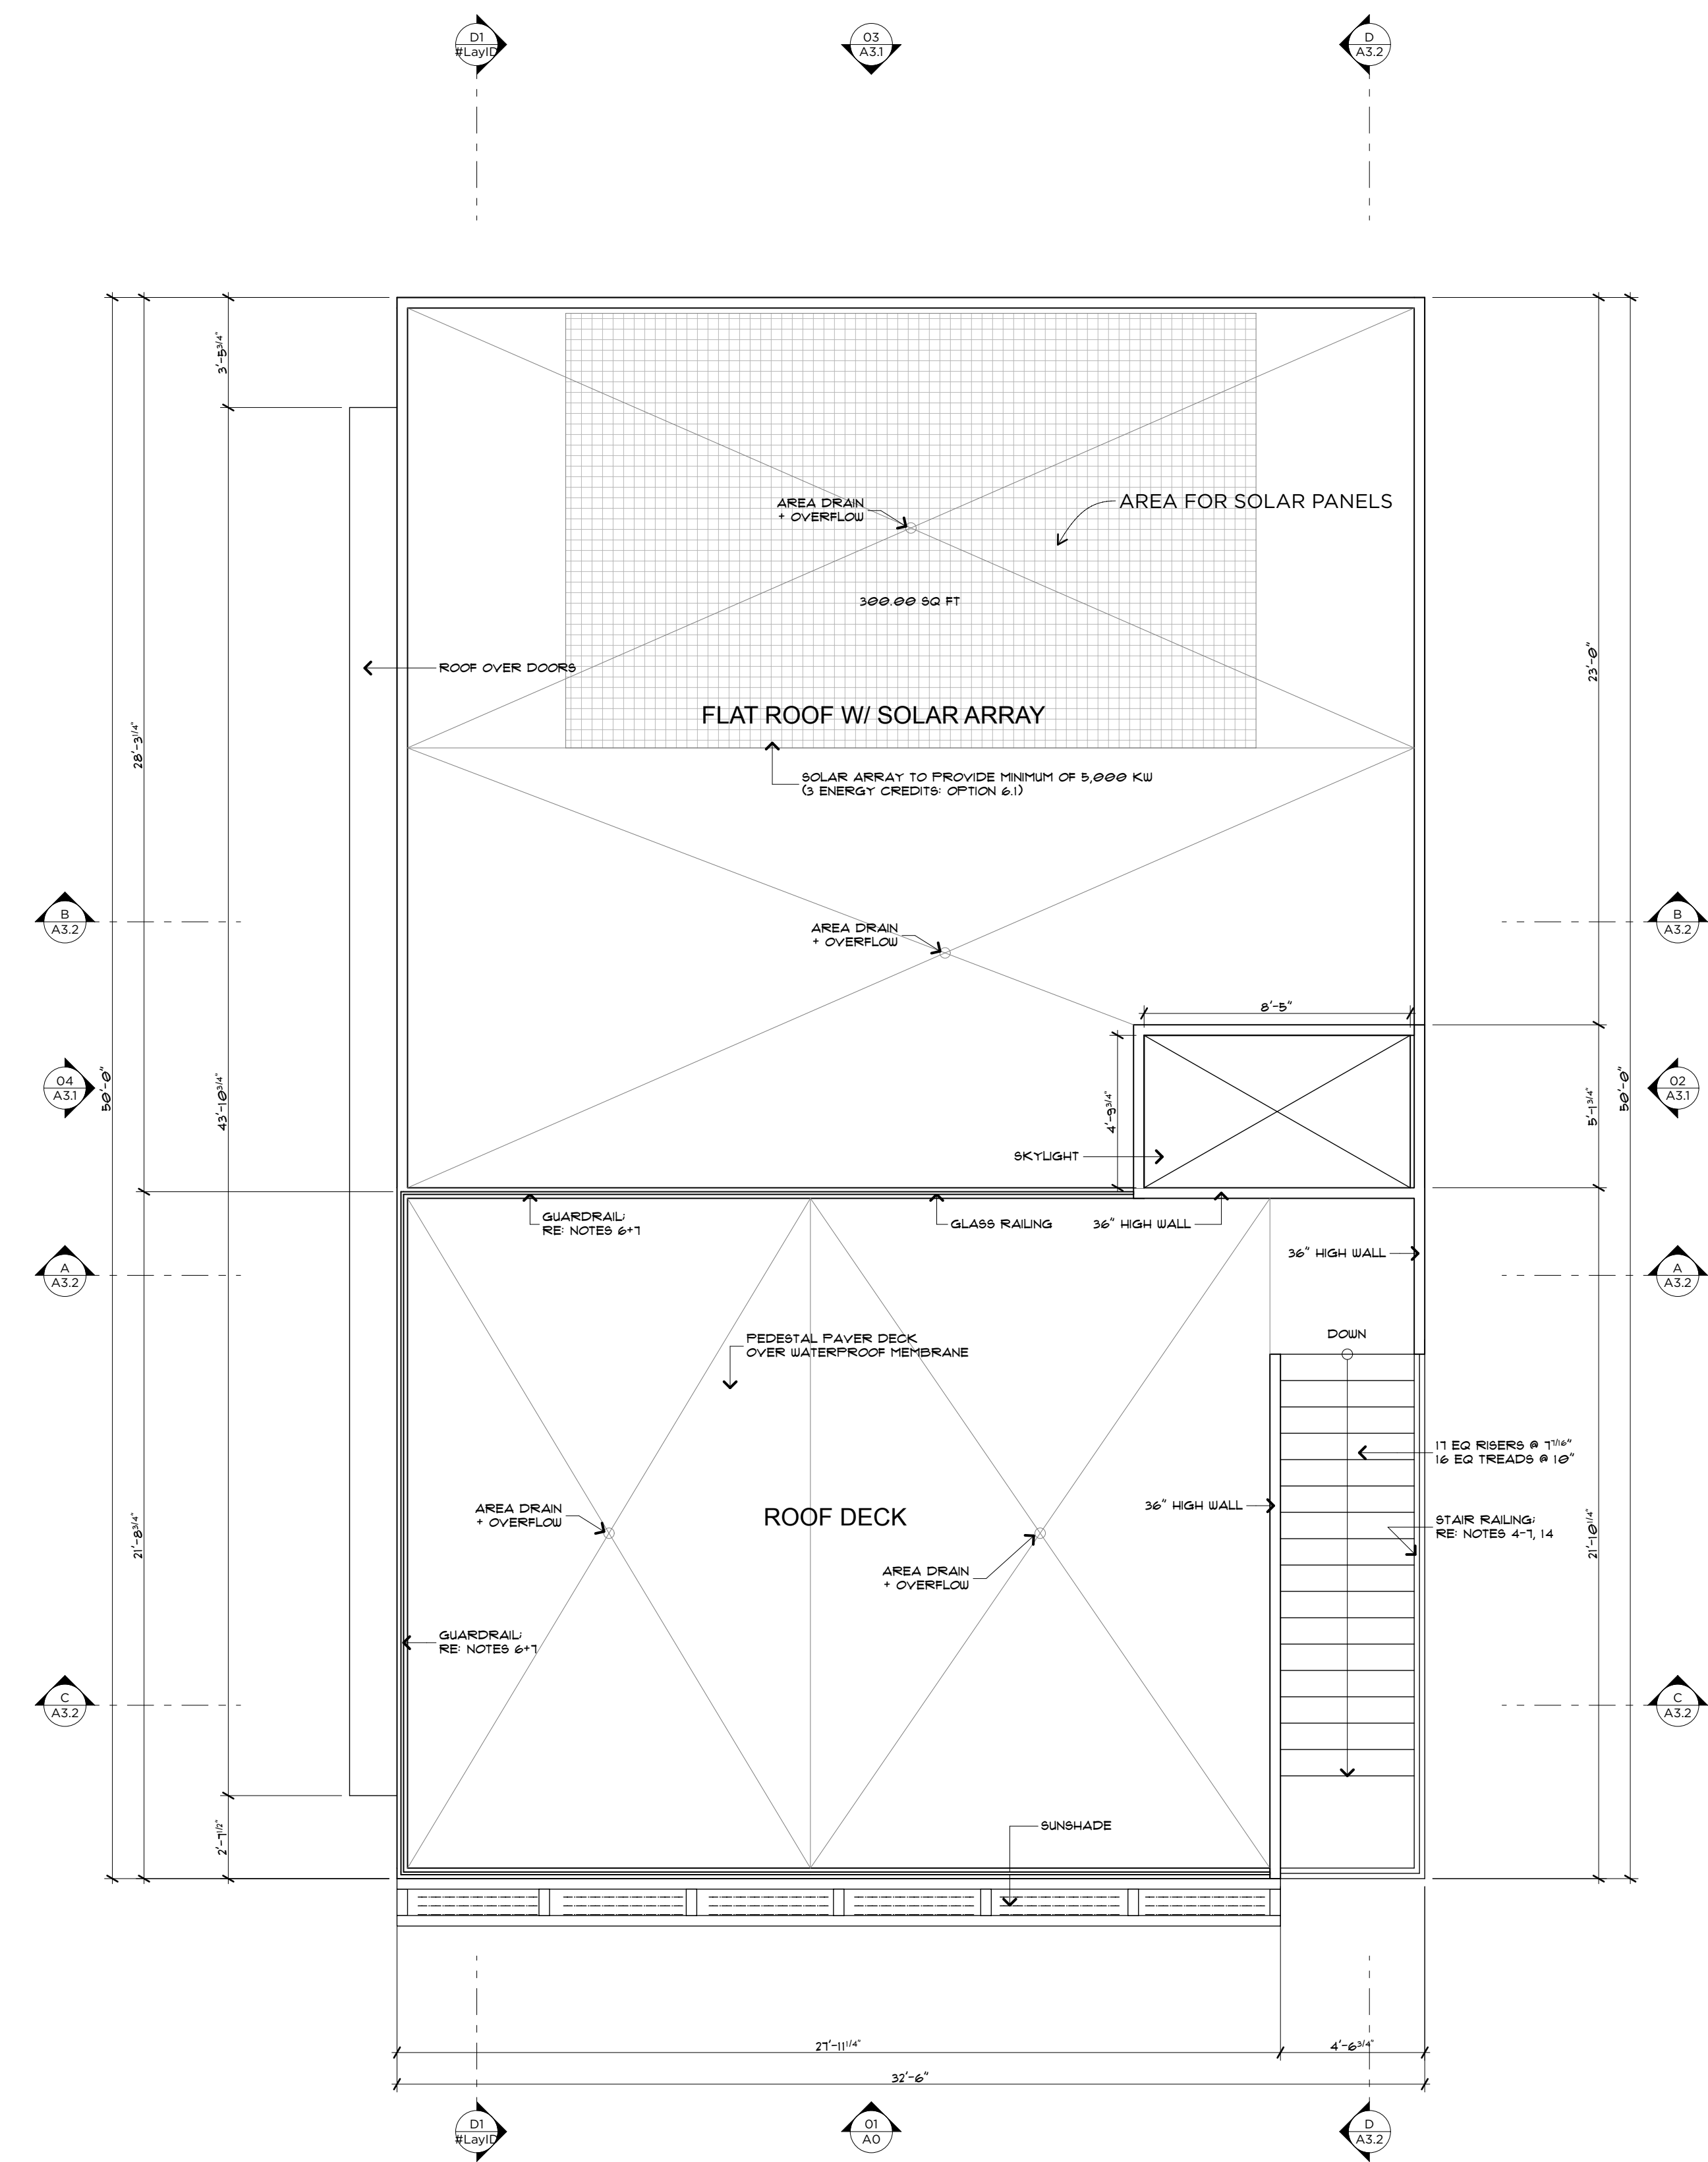 D1
#LayID
03
A3.1
D
A3.2
3'-5 3/4"
AREA DRAIN
+ OVERFLOW
AREA FOR SOLAR PANELS
300.00 SQ FT
ROOF OVER DOORS
23'-0"
FLAT ROOF W/ SOLAR ARRAY
28'-3 1/4"
SOLAR ARRAY TO PROVIDE MINIMUM OF 5,000 KW
(3 ENERGY CREDITS: OPTION 6.1)
B
A3.2
AREA DRAIN
+ OVERFLOW
B
A3.2
8'-5"
04
A3.1
50'-0"
43'-10 3/4"
4'-9 3/4"
5'-1 3/4"
50'-0"
02
A3.1
SKYLIGHT
GUARDRAIL;
RE: NOTES 6+7
GLASS RAILING
36" HIGH WALL
36" HIGH WALL
A
A3.2
A
A3.2
PEDESTAL PAVER DECK
OVER WATERPROOF MEMBRANE
DOWN
17 EQ RISERS @ 7 7/16"
16 EQ TREADS @ 10"
AREA DRAIN
+ OVERFLOW
ROOF DECK
36" HIGH WALL
STAIR RAILING;
RE: NOTES 4-7, 14
21'-8 3/4"
21'-10 1/4"
AREA DRAIN
+ OVERFLOW
GUARDRAIL;
RE: NOTES 6+7
C
A3.2
C
A3.2
2'-7 1/2"
SUNSHADE
27'-11 1/4"
4'-6 3/4"
32'-6"
D1
#LayID
01
A0
D
A3.2